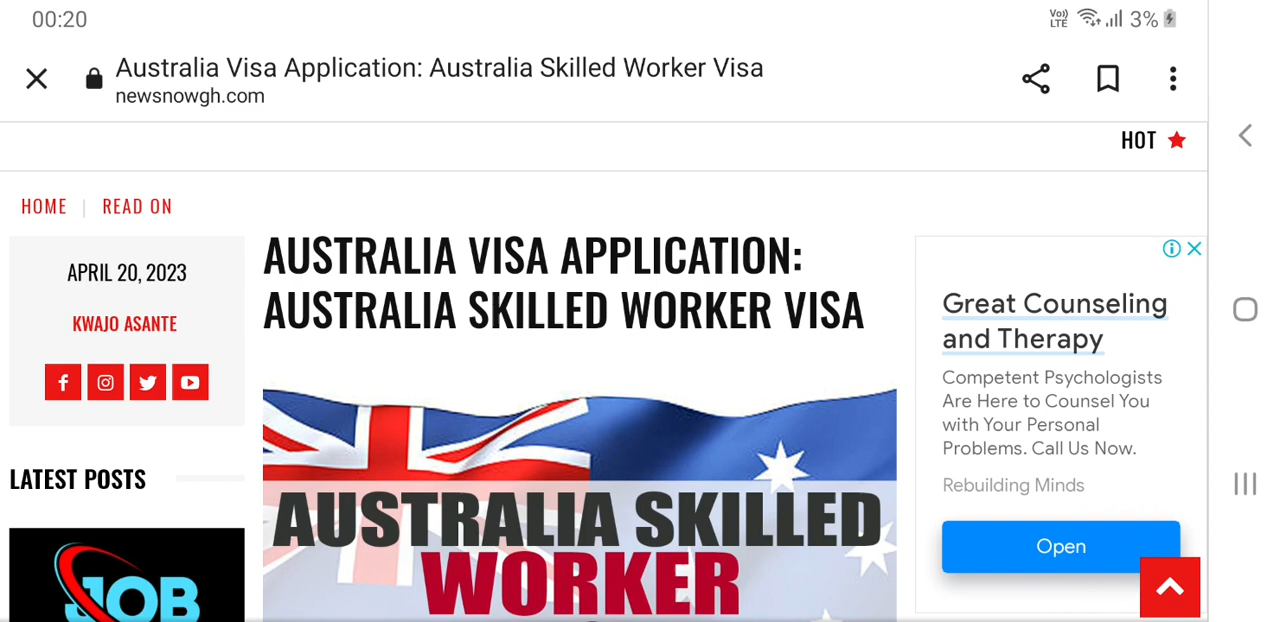 00:20
Vo))
LTE
3%
Australia Visa Application: Australia Skilled Worker Visa
newsnowgh.com
HOT
HOME
READ ON
APRIL 20, 2023
KWAJO ASANTE
LATEST POSTS
JOB
AUSTRALIA VISA APPLICATION:
AUSTRALIA SKILLED WORKER VISA
AUSTRALIA SKILLED
WORKER
Great Counseling
and Therapy
Competent Psychologists
Are Here to Counsel You
with Your Personal
Problems. Call Us Now.
Rebuilding Minds
Open